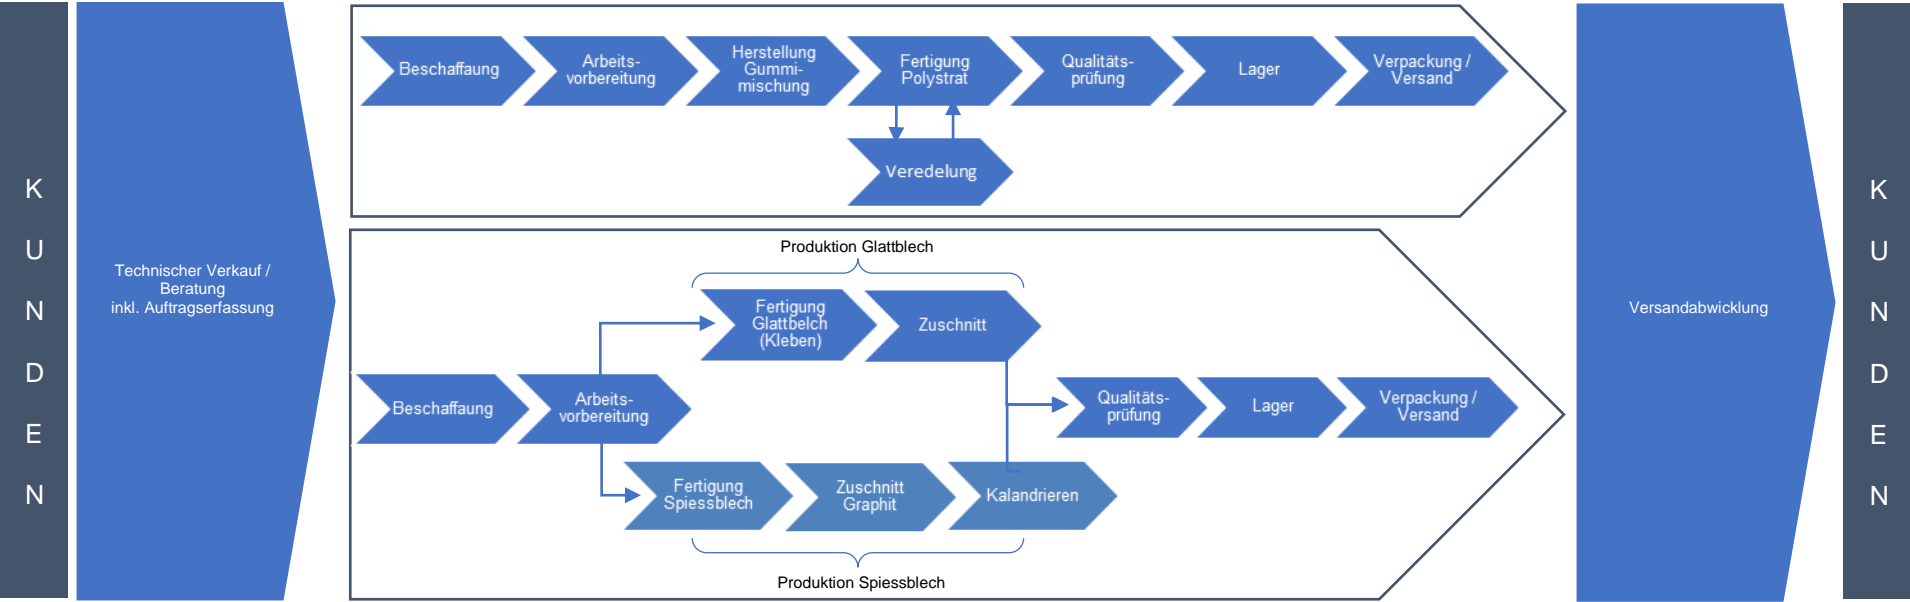 K
U
N
D
E
N
Technischer Verkauf /
Beratung
inkl. Auftragserfassung
Beschaffaung
Arbeits-
vorbereitung
Herstellung
Gummi-
mischung
Fertigung
Polystrat
Qualitäts-
prüfung
Lager
Verpackung /
Versand
Veredelung
Produktion Glattblech
Fertigung
Glattbelch
(Kleben)
Zuschnitt
Beschaffaung
Arbeits-
vorbereitung
Qualitäts-
prüfung
Lager
Verpackung /
Versand
Fertigung
Spiessblech
Zuschnitt
Graphit
Kalandrieren
Produktion Spiessblech
Versandabwicklung
K
U
N
D
E
N